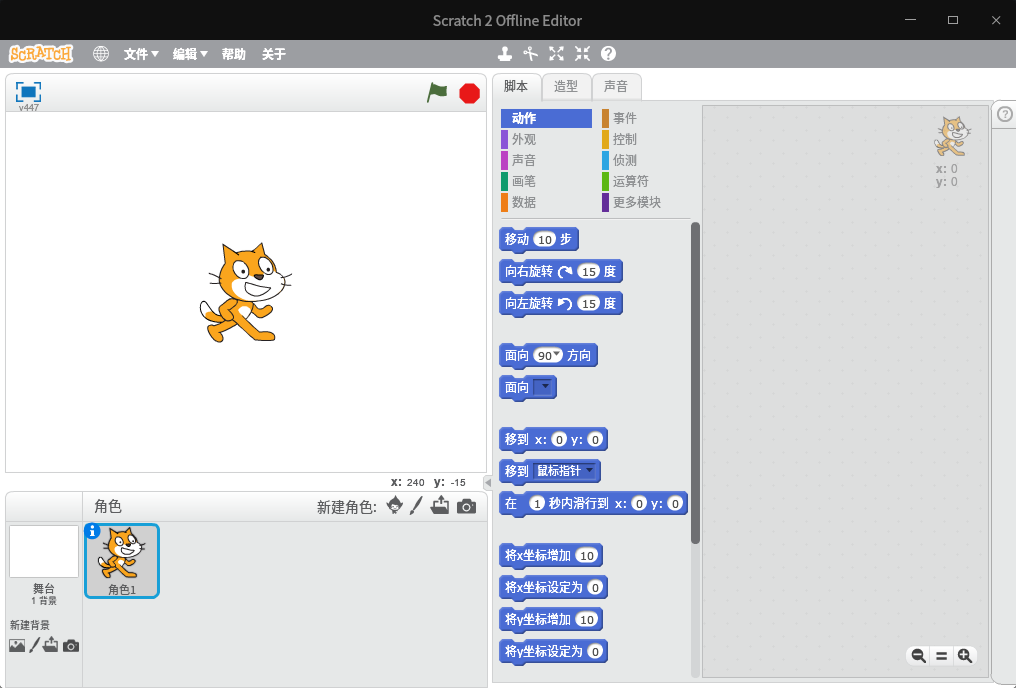 Scratch 2 Offline Editor
SCRATCH 文件 编辑 帮助 关于
v447
脚本 造型 声音
动作 事件
外观 控制
声音 侦测
画笔 运算符
数据 更多模块
x: 0
y: 0
移动 10 步
向右旋转 15 度
向左旋转 15 度
面向 90 方向
面向
移到 x: 0 y: 0
移到 鼠标指针
在 1 秒内滑行到 x: 0 y: 0
将x坐标增加 10
将x坐标设定为 0
将y坐标增加 10
将y坐标设定为 0
x: 240 y: -15
角色 新建角色:
舞台
1 背景
新建背景
角色1